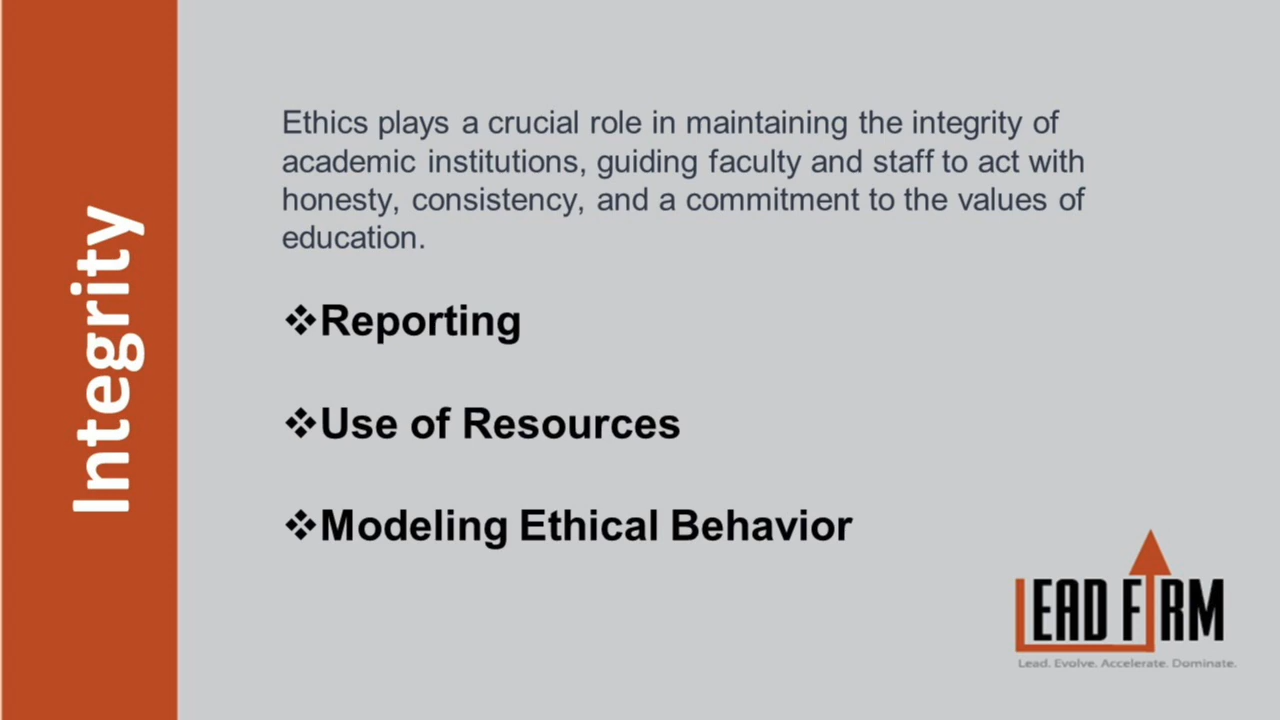 Integrity
Ethics plays a crucial role in maintaining the integrity of
academic institutions, guiding faculty and staff to act with
honesty, consistency, and a commitment to the values of
education.
❖Reporting
❖Use of Resources
❖Modeling Ethical Behavior
LEAD FIRM
Lead. Evolve. Accelerate. Dominate.